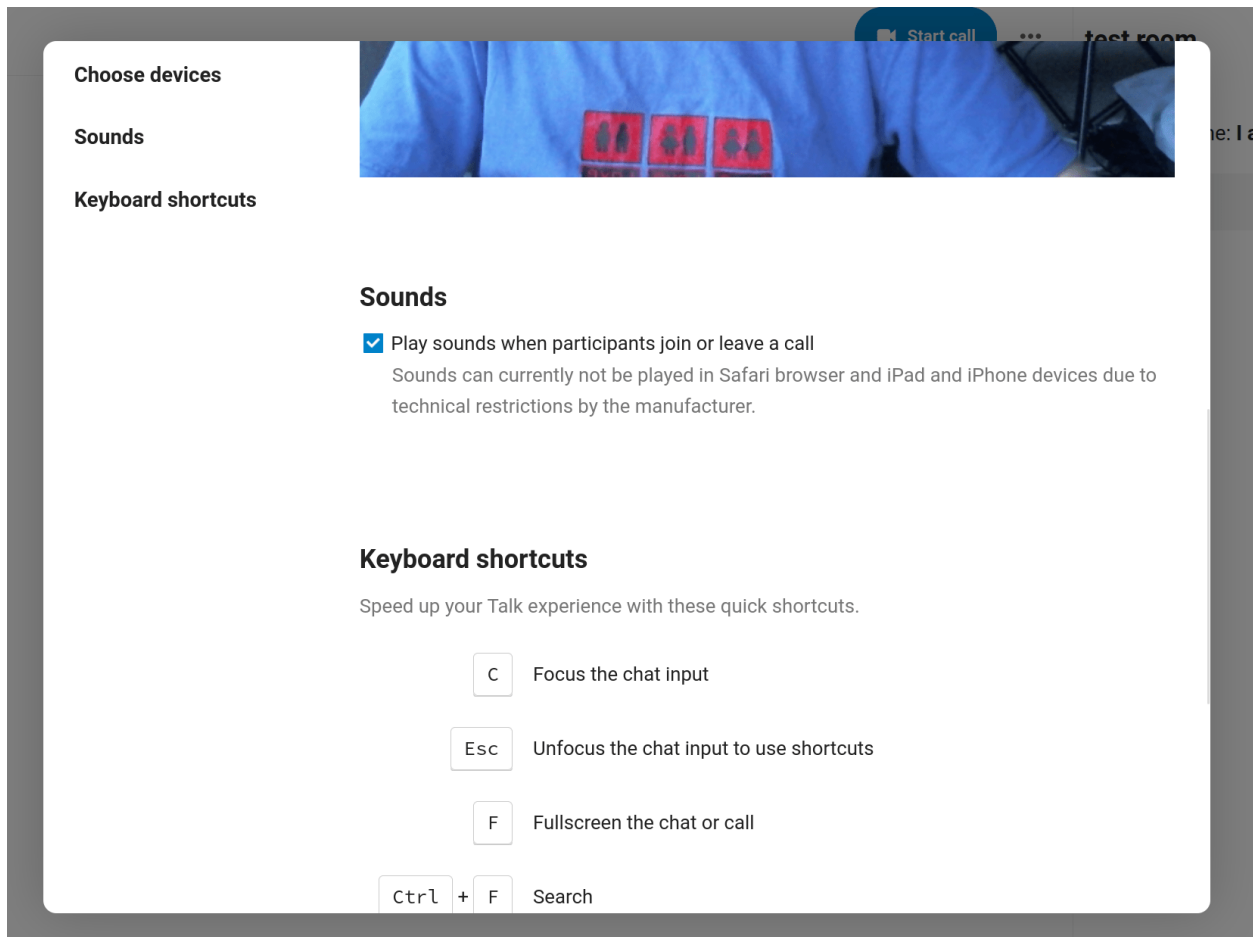 Start call
test room
Choose devices
Sounds
Keyboard shortcuts
ne: I a
Sounds
Play sounds when participants join or leave a call
Sounds can currently not be played in Safari browser and iPad and iPhone devices due to
technical restrictions by the manufacturer.
Keyboard shortcuts
Speed up your Talk experience with these quick shortcuts.
C Focus the chat input
Esc Unfocus the chat input to use shortcuts
F Fullscreen the chat or call
Ctrl + F Search